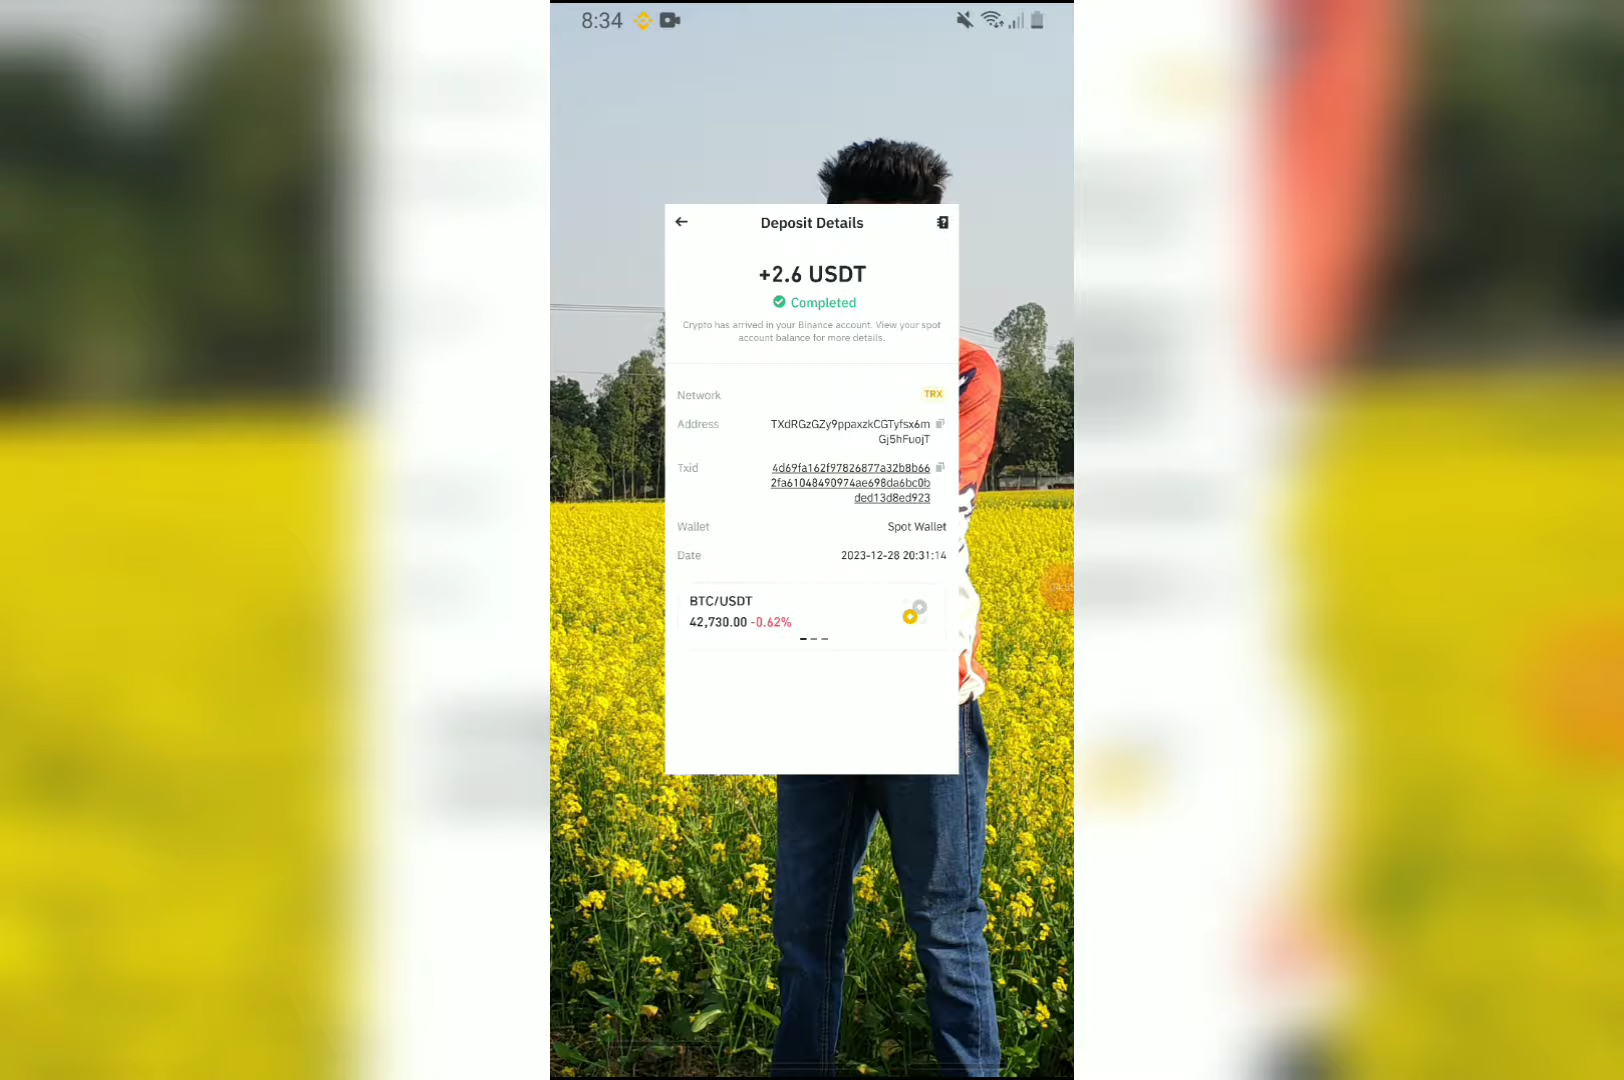 8:34
Deposit Details
+2.6 USDT
Completed
Crypto has arrived in your Binance account. View your spot
account balance for more details.
Network TRX
Address TXdRGzGZy9ppaxzkCGTyfsx6m
Gj5hFuojT
Txid 4d69fa162f97826877a32b8b66
2fa61048490974ae698da6bc0b
ded13d8ed923
Wallet Spot Wallet
Date 2023-12-28 20:31:14
BTC/USDT
42,730.00 -0.62%